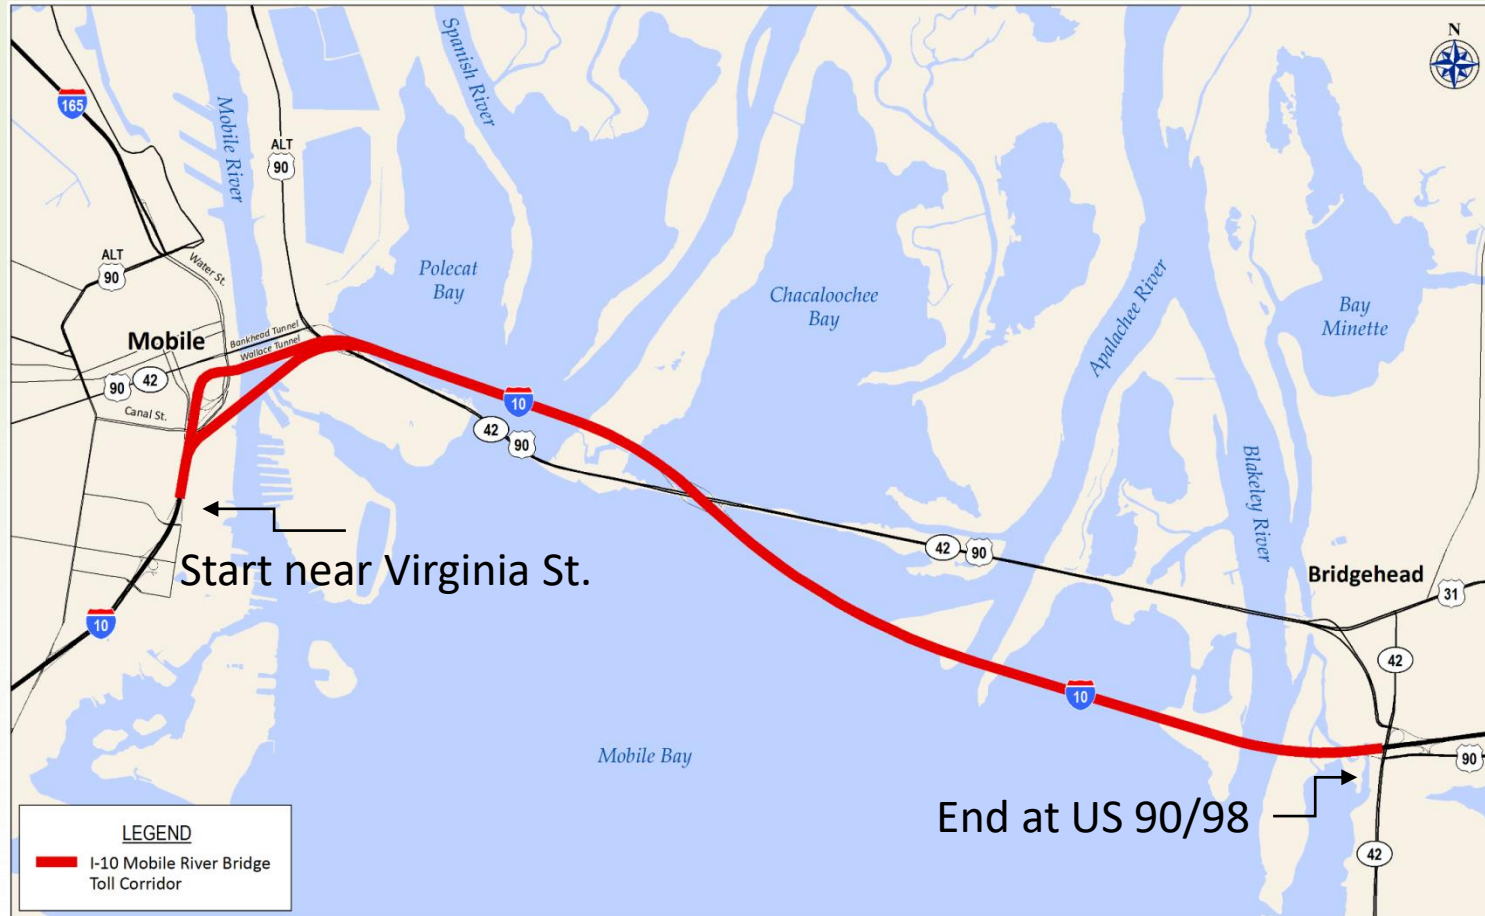 N
165
Mobile River
Spanish River
ALT
90
ALT
90
Water St.
Polecat
Bay
Chacaloochee
Bay
Apalachee River
Bay
Minette
Mobile
Bankhead Tunnel
Wallace Tunnel
90
42
Canal St.
10
42
90
Blakeley River
42
90
Bridgehead
31
Start near Virginia St.
10
42
10
Mobile Bay
90
End at US 90/98
42
LEGEND
I-10 Mobile River Bridge
Toll Corridor